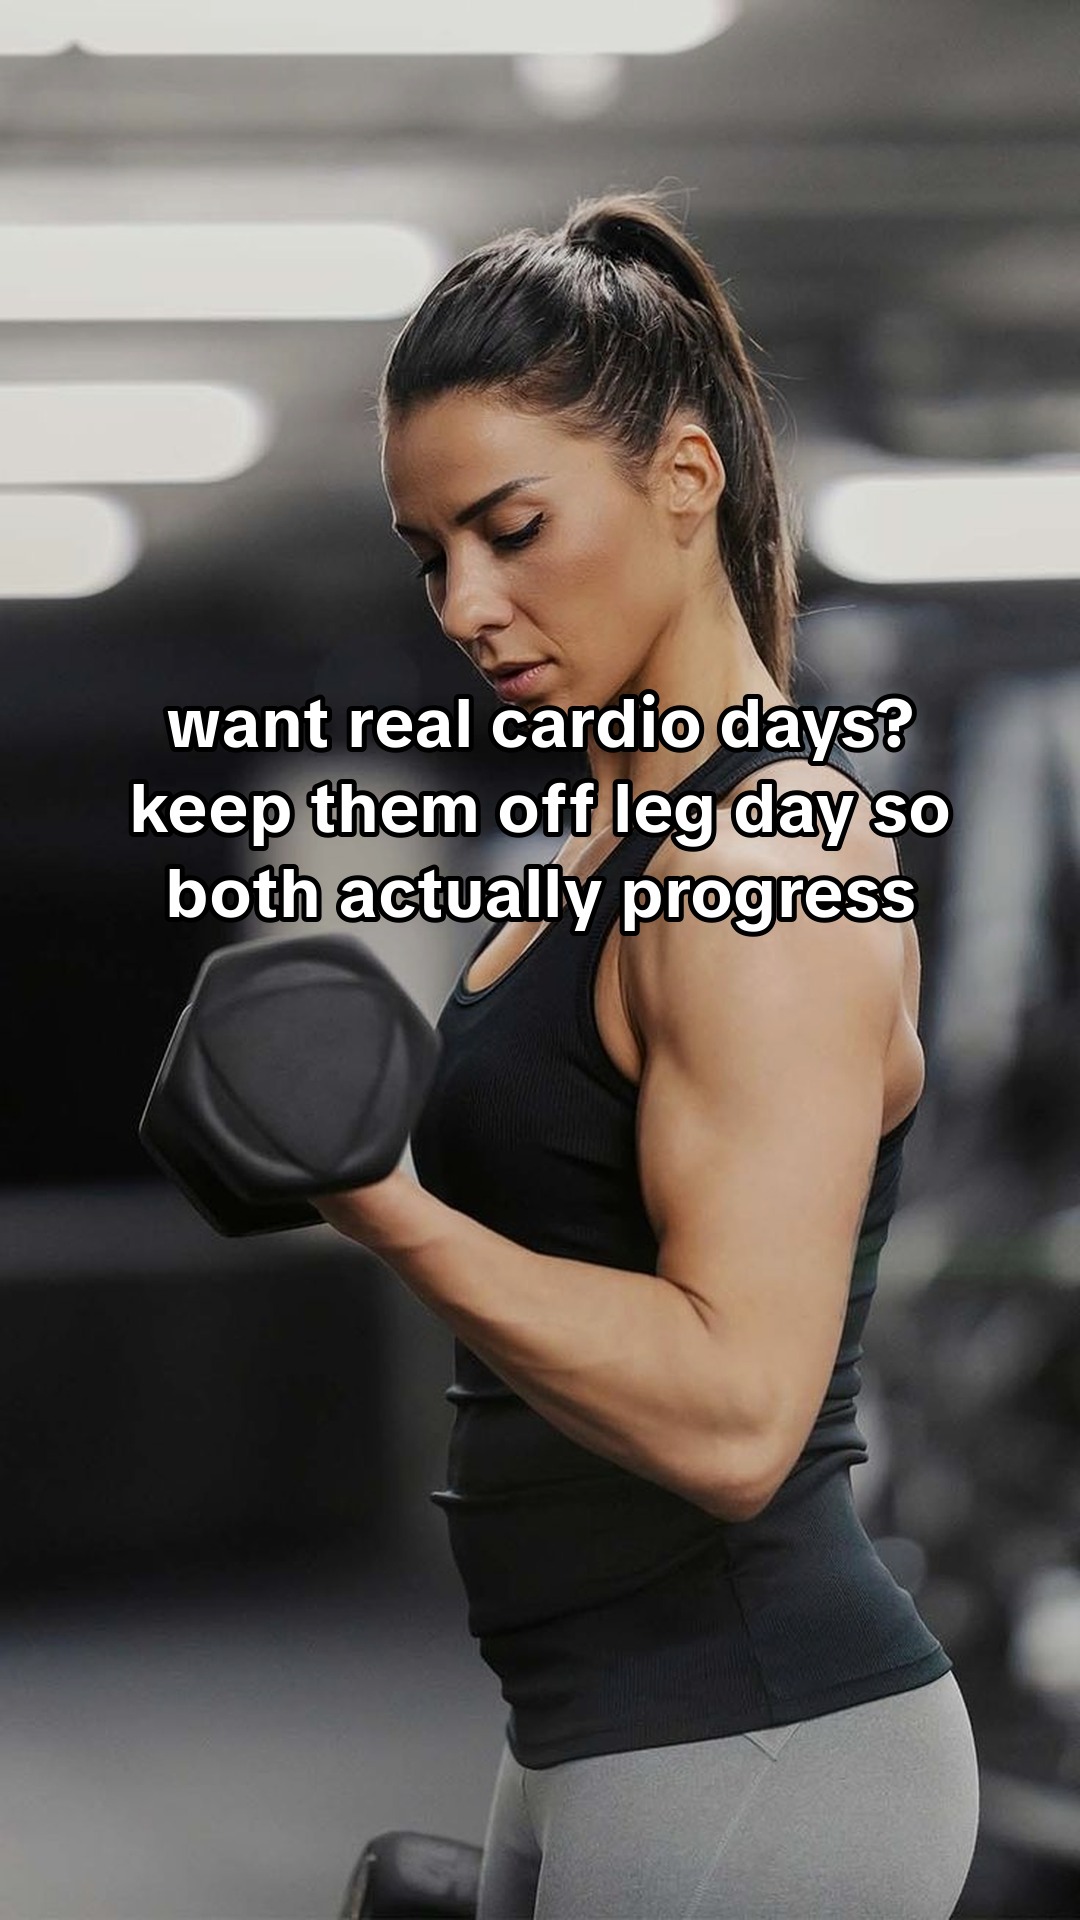 want real cardio days?
keep them off leg day so
both actually progress